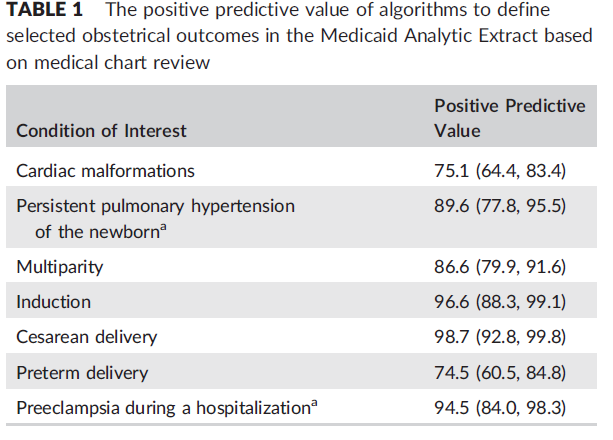 TABLE 1 The positive predictive value of algorithms to define
selected obstetrical outcomes in the Medicaid Analytic Extract based
on medical chart review
Positive Predictive
Condition of Interest Value
Cardiac malformations 75.1 (64.4, 83.4)
Persistent pulmonary hypertension 89.6 (77.8, 95.5)
of the newbornᵃ
Multiparity 86.6 (79.9, 91.6)
Induction 96.6 (88.3, 99.1)
Cesarean delivery 98.7 (92.8, 99.8)
Preterm delivery 74.5 (60.5, 84.8)
Preeclampsia during a hospitalizationᵃ 94.5 (84.0, 98.3)